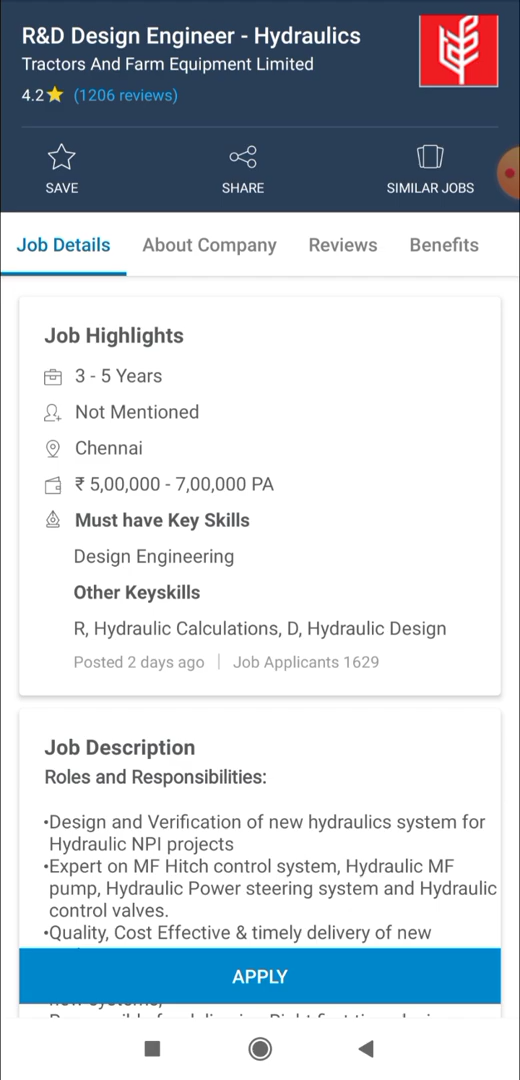 R&D Design Engineer - Hydraulics
Tractors And Farm Equipment Limited
4.2 (1206 reviews)
SAVE SHARE SIMILAR JOBS
Job Details About Company Reviews Benefits
Job Highlights
3 - 5 Years
Not Mentioned
Chennai
₹ 5,00,000 - 7,00,000 PA
Must have Key Skills
Design Engineering
Other Keyskills
R, Hydraulic Calculations, D, Hydraulic Design
Posted 2 days ago | Job Applicants 1629
Job Description
Roles and Responsibilities:
•Design and Verification of new hydraulics system for
Hydraulic NPI projects
•Expert on MF Hitch control system, Hydraulic MF
pump, Hydraulic Power steering system and Hydraulic
control valves.
•Quality, Cost Effective & timely delivery of new
APPLY